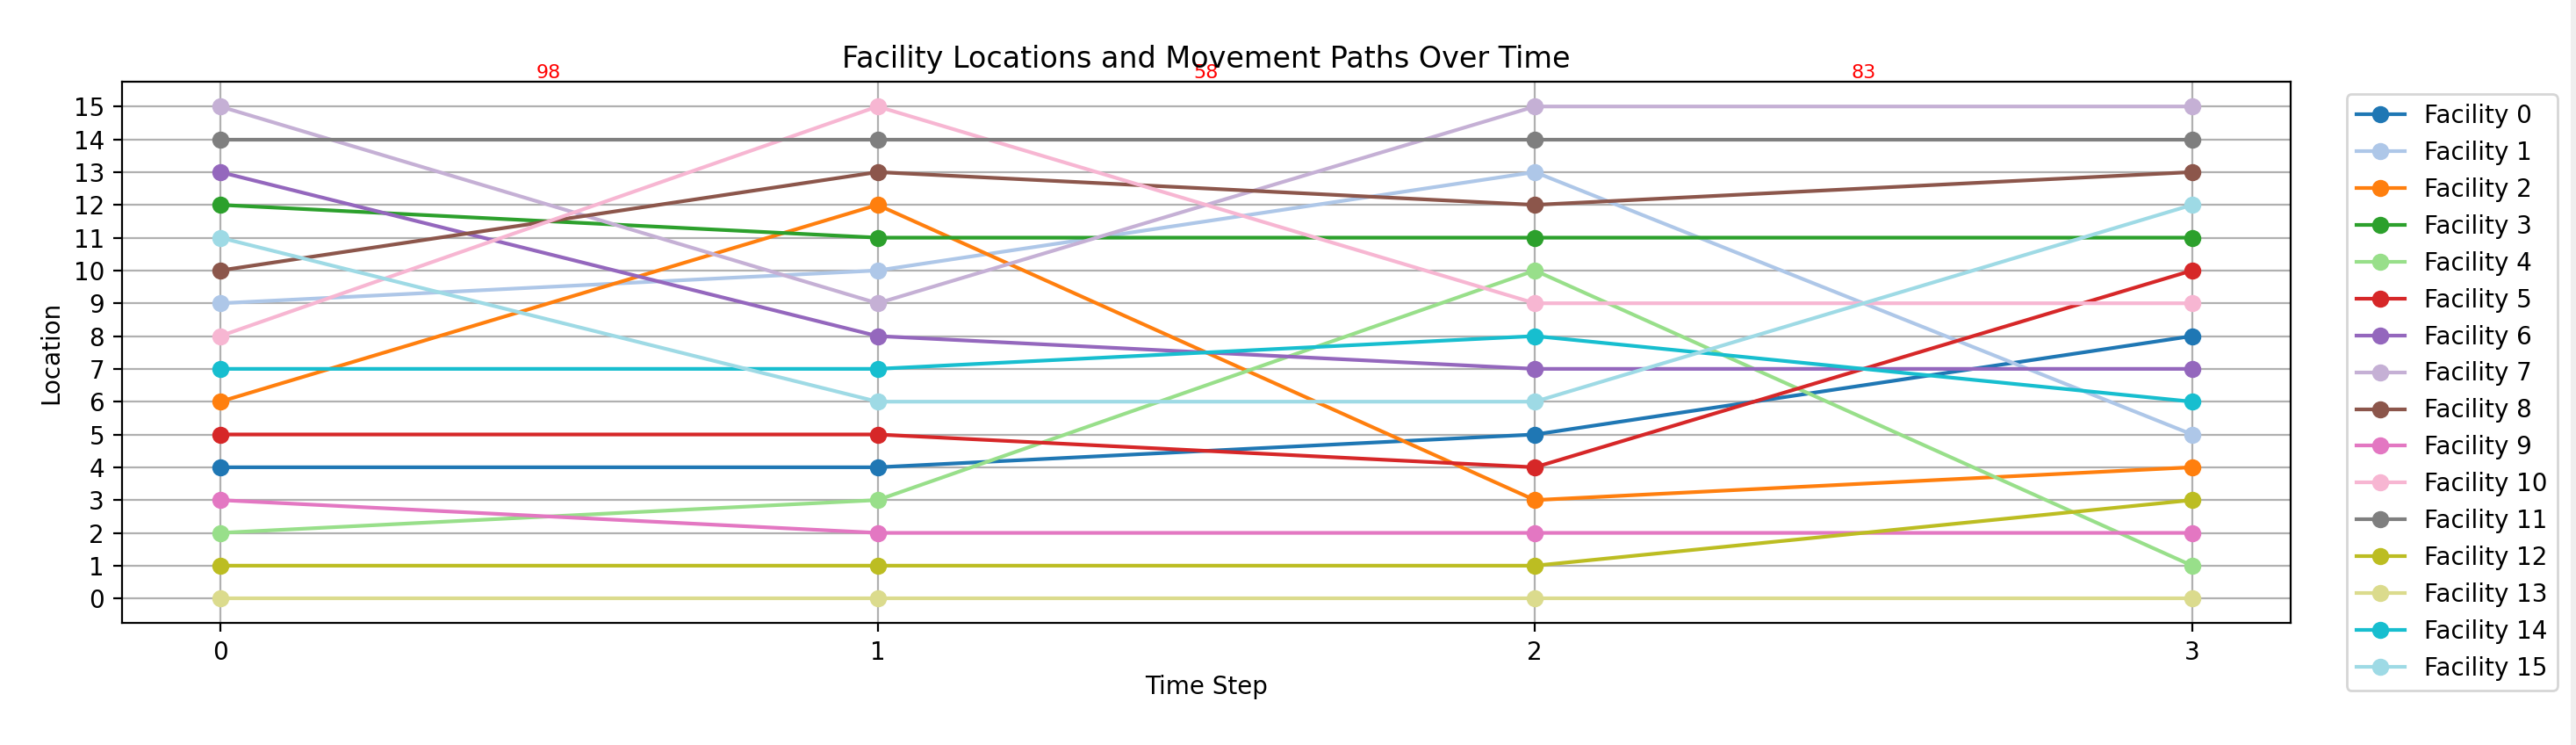 Facility Locations and Movement Paths Over Time
98
58
83
15
14
13
12
11
10
9
8
7
6
5
4
3
2
1
0
Location
0
1
2
3
Time Step
Facility 0
Facility 1
Facility 2
Facility 3
Facility 4
Facility 5
Facility 6
Facility 7
Facility 8
Facility 9
Facility 10
Facility 11
Facility 12
Facility 13
Facility 14
Facility 15